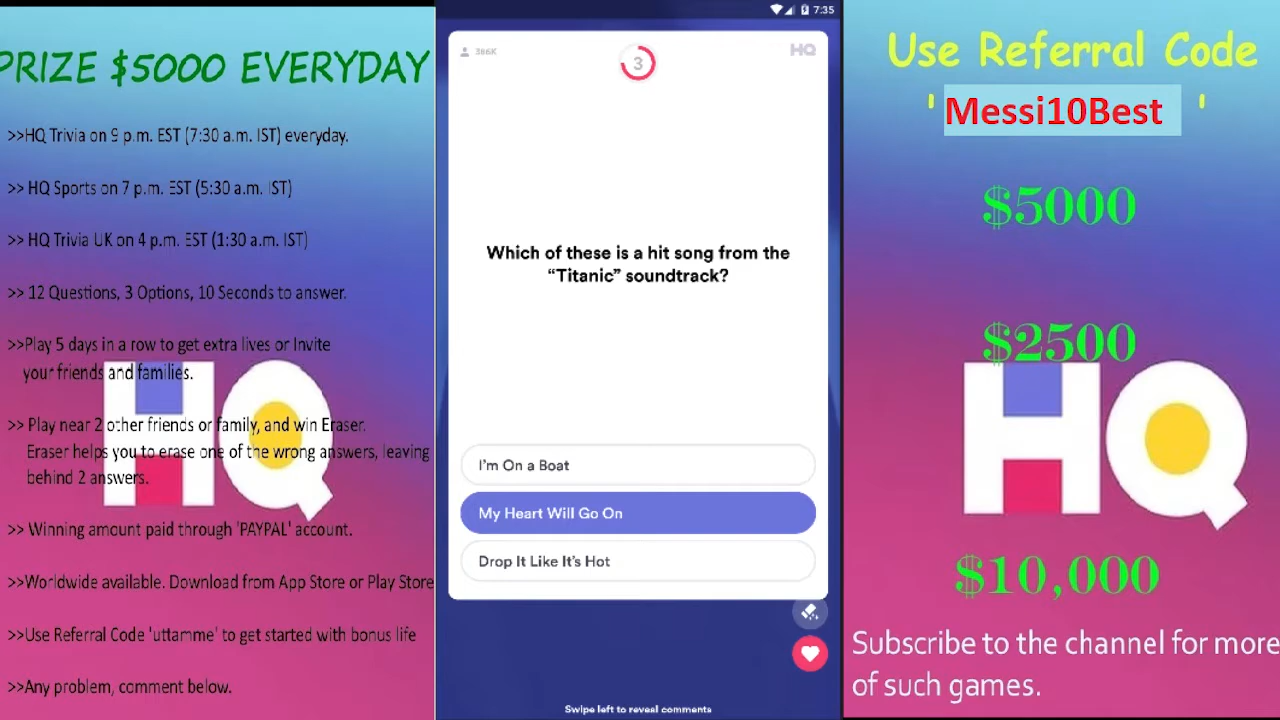 PRIZE $5000 EVERYDAY
>>HQ Trivia on 9 p.m. EST (7:30 a.m. IST) everyday.
>> HQ Sports on 7 p.m. EST (5:30 a.m. IST)
>> HQ Trivia UK on 4 p.m. EST (1:30 a.m. IST)
>> 12 Questions, 3 Options, 10 Seconds to answer.
>>Play 5 days in a row to get extra lives or Invite
your friends and families.
>> Play near 2 other friends or family, and win Eraser.
Eraser helps you to erase one of the wrong answers, leaving
behind 2 answers.
>> Winning amount paid through 'PAYPAL' account.
>>Worldwide available. Download from App Store or Play Store
>>Use Referral Code 'uttamme' to get started with bonus life
>>Any problem, comment below.
HQ
7:35
386K
3
HQ
Which of these is a hit song from the
“Titanic” soundtrack?
I’m On a Boat
My Heart Will Go On
Drop It Like It’s Hot
Swipe left to reveal comments
Use Referral Code
' Messi10Best '
$5000
$2500
HQ
$10,000
Subscribe to the channel for more
of such games.